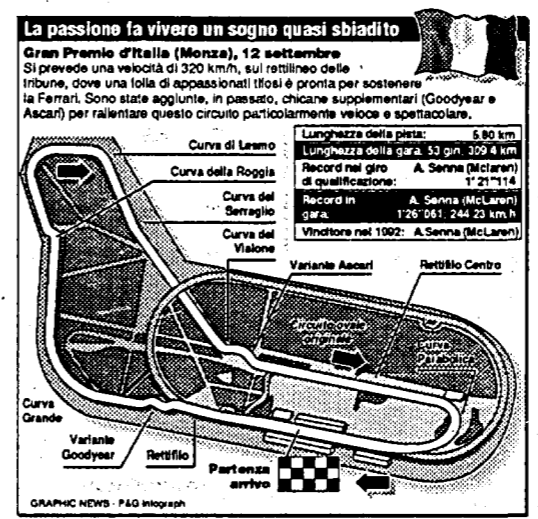 La passione fa vivere un sogno quasi sbiadito
Gran Premio d'Italia (Monza), 12 settembre
Si prevede una velocità di 320 km/h, sul rettilineo delle
tribune, dove una folla di appassionati tifosi è pronta per sostenere
la Ferrari. Sono state aggiunte, in passato, chicane supplementari (Goodyear e
Ascari) per rallentare questo circuito particolarmente veloce e spettacolare.
Lunghezza della pista: 5.80 km
Lunghezza della gara: 53 giri, 309.4 km
Record nel giro A. Senna (Mclaren)
di qualificazione: 1'21"114
Record in A. Senna (McLaren)
gara: 1'26"061, 244.23 km.h
Vincitore nel 1992: A.Senna (McLaren)
Curva di Lesmo
Curva della Roggia
Curva del
Serraglio
Curva del
Vialone
Variante Ascari
Rettifilo Centro
Circuito ovale
originale
Curva
Parabolica
Curva
Grande
Variante
Goodyear
Rettifilo
Partenza
arrivo
GRAPHIC NEWS - P&G Infograph